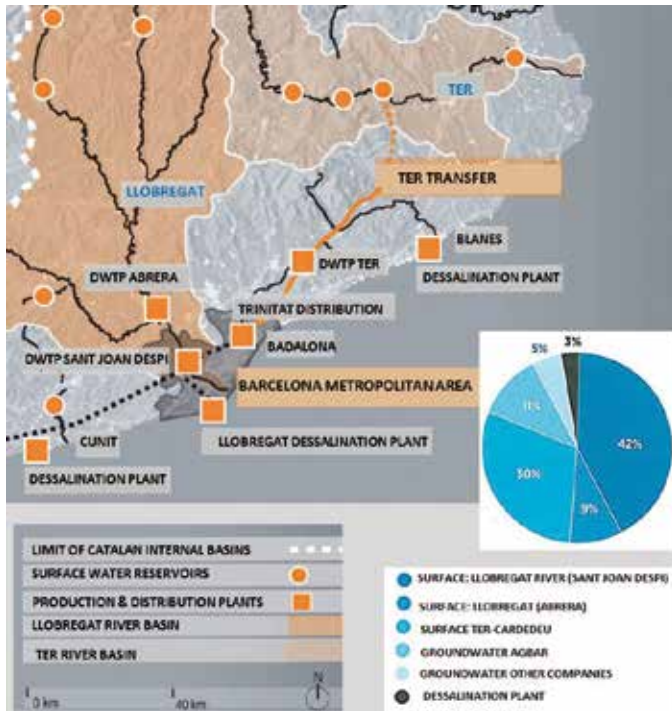 TER
TER TRANSFER
LLOBREGAT
BLANES
DWTP TER
DESSALINATION PLANT
DWTP ABRERA
TRINITAT DISTRIBUTION
BADALONA
DWTP SANT JOAN DESPI
BARCELONA METROPOLITAN AREA
CUNIT
LLOBREGAT DESSALINATION PLANT
DESSALINATION PLANT
3%
5%
42%
30%
9%
LIMIT OF CATALAN INTERNAL BASINS
SURFACE WATER RESERVOIRS
PRODUCTION & DISTRIBUTION PLANTS
LLOBREGAT RIVER BASIN
TER RIVER BASIN
N
0 km
40 km
SURFACE: LLOBREGAT RIVER (SANT JOAN DESPI)
SURFACE: LLOBREGAT (ABRERA)
SURFACE TER-CARDEDEU
GROUNDWATER AGBAR
GROUNDWATER OTHER COMPANIES
DESSALINATION PLANT